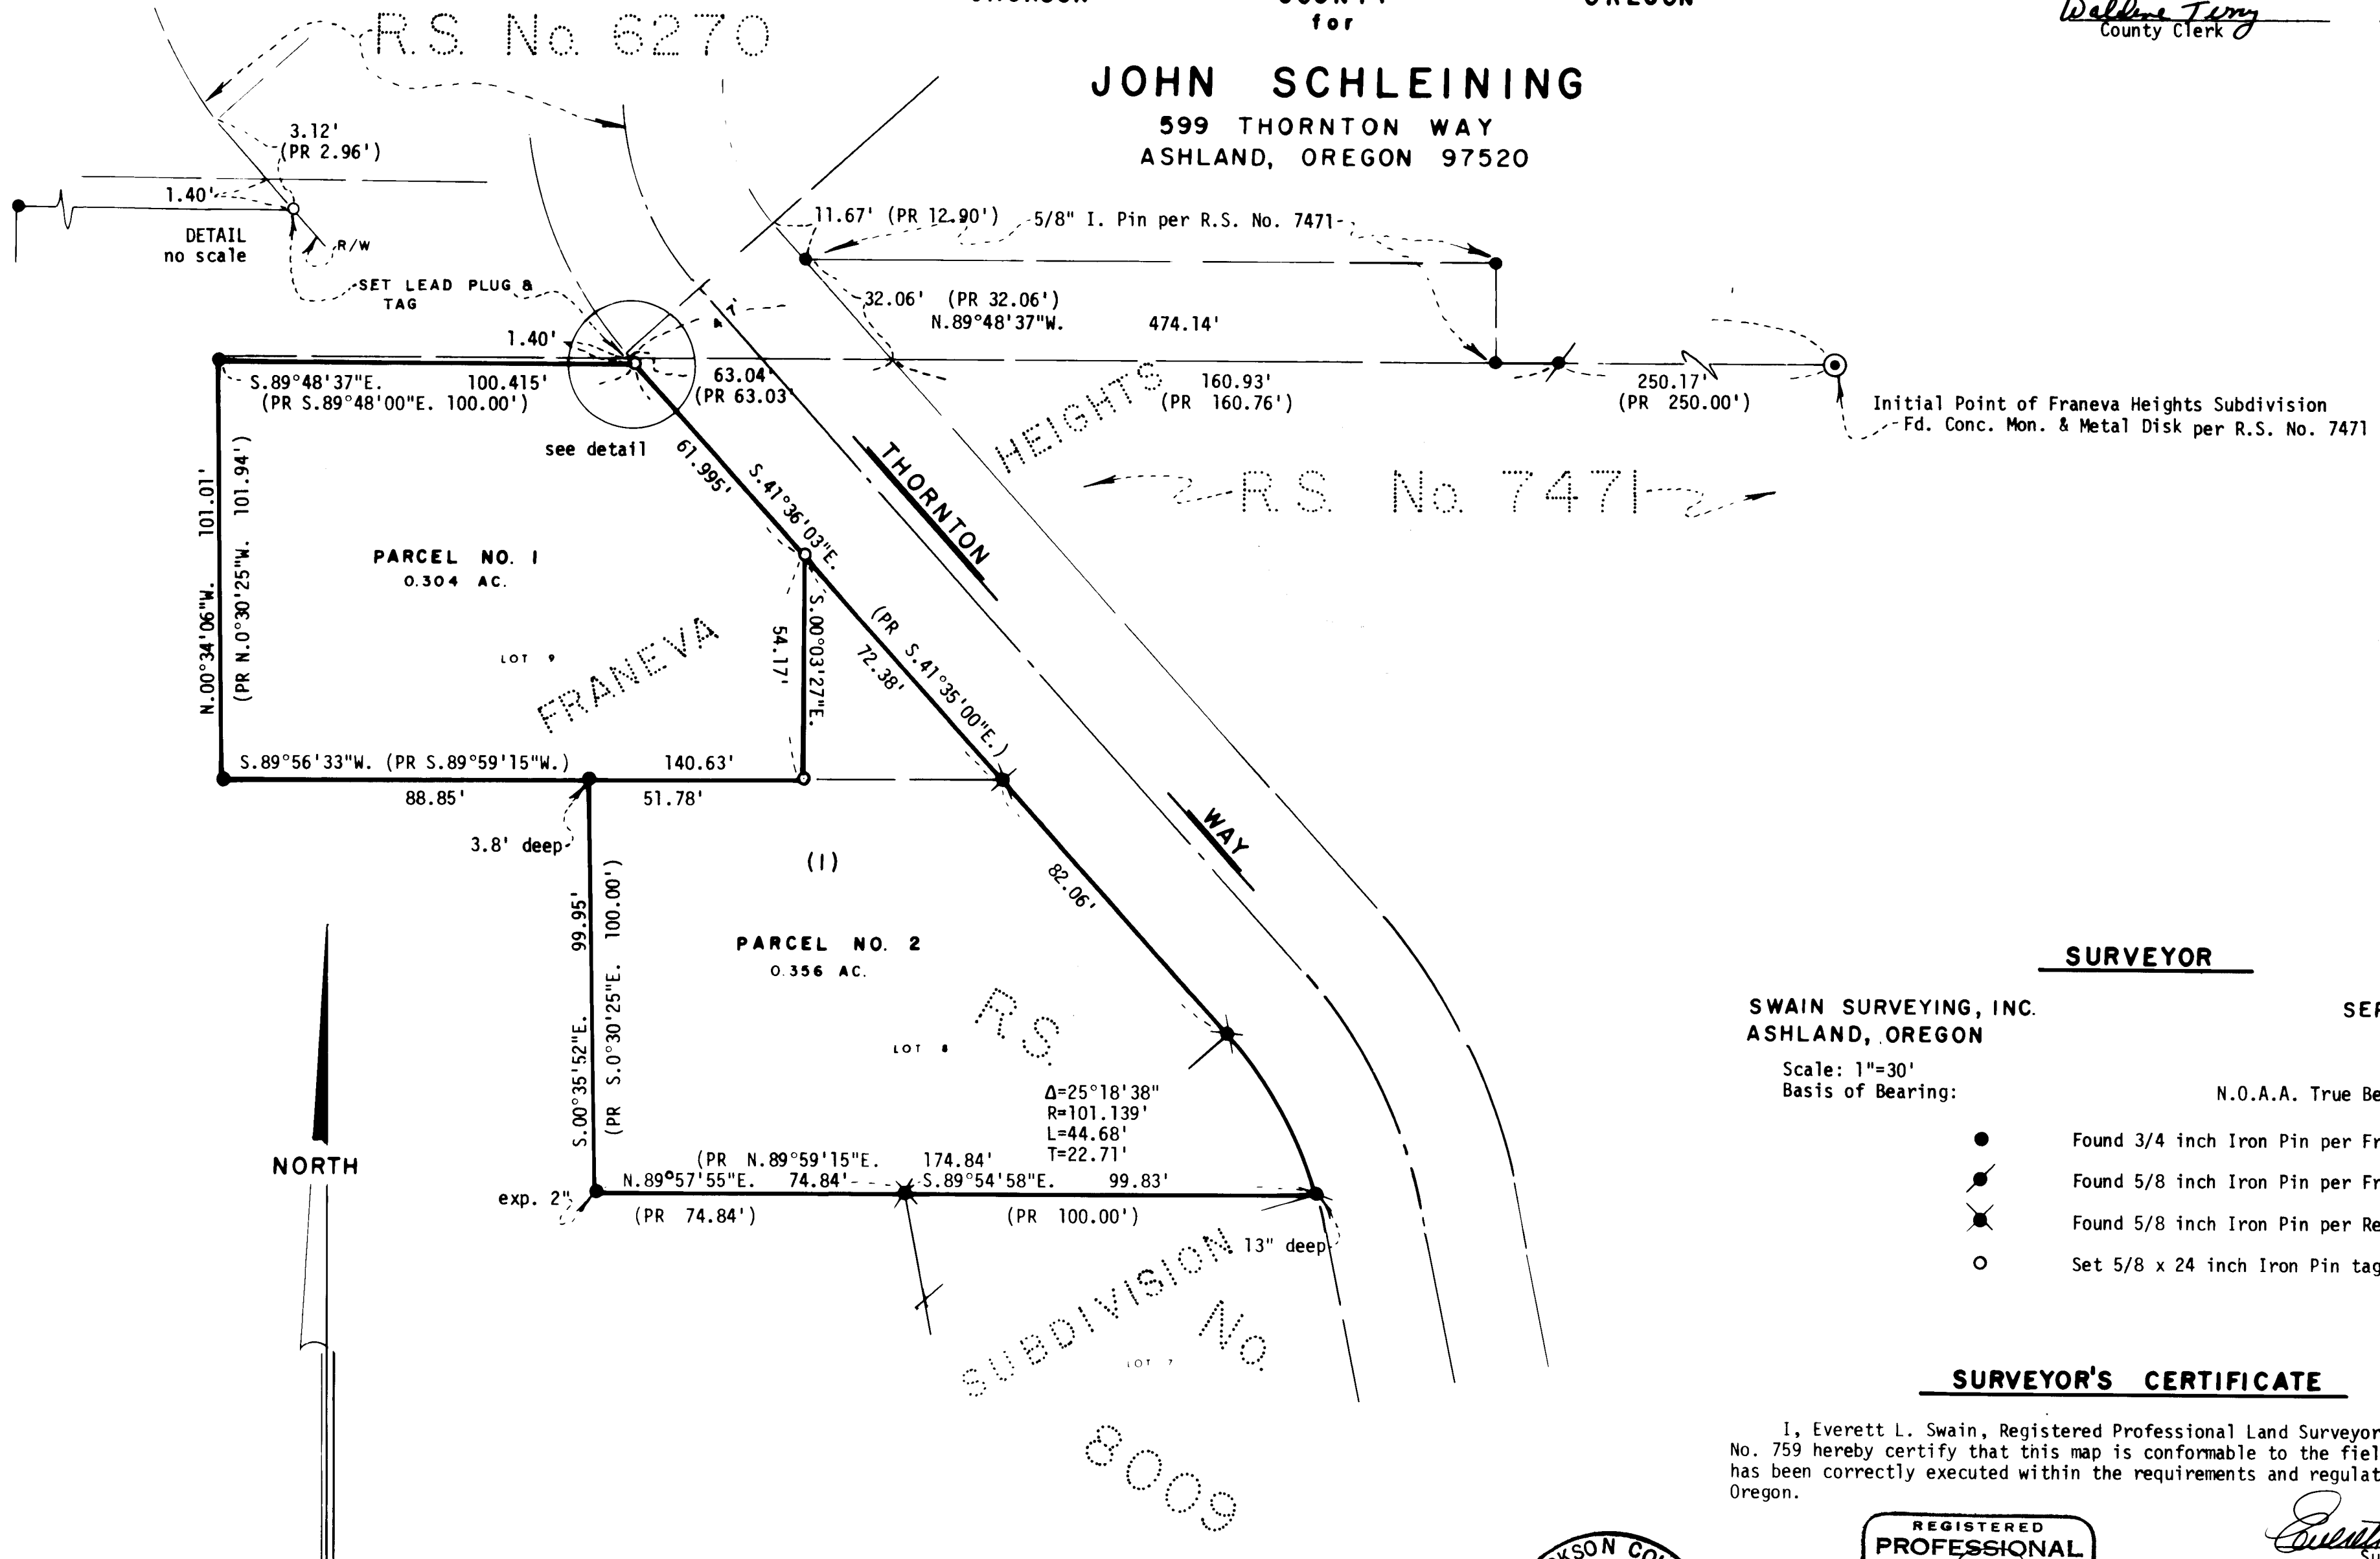 COUNTY
OREGON
for
Waldene Terry
County Clerk
R.S. No. 6270
JOHN SCHLEINING
599 THORNTON WAY
ASHLAND, OREGON 97520
3.12'
(PR 2.96')
1.40'
DETAIL
no scale
R/W
SET LEAD PLUG &
TAG
11.67' (PR 12.90')
5/8" I. Pin per R.S. No. 7471
32.06' (PR 32.06')
N.89°48'37"W. 474.14'
1.40'
S.89°48'37"E. 100.415'
(PR S.89°48'00"E. 100.00')
63.04'
(PR 63.03'
160.93'
(PR 160.76')
250.17'
(PR 250.00')
Initial Point of Franeva Heights Subdivision
Fd. Conc. Mon. & Metal Disk per R.S. No. 7471
see detail
HEIGHTS
R.S. No. 7471
THORNTON
61.995'
S.41°36'03"E.
N.00°34'06"W. 101.01'
(PR N.0°30'25"W. 101.94')
PARCEL NO. 1
0.304 AC.
LOT 9
FRANEVA
54.17'
S.00°03'27"E.
(PR S.41°35'00"E.)
72.38'
S.89°56'33"W. (PR S.89°59'15"W.) 140.63'
88.85'
51.78'
3.8' deep
(1)
WAY
82.06'
S.00°35'52"E. 99.95'
(PR S.0°30'25"E. 100.00')
PARCEL NO. 2
0.356 AC.
R.S.
LOT 8
Δ=25°18'38"
R=101.139'
L=44.68'
T=22.71'
(PR N.89°59'15"E. 174.84'
N.89°57'55"E. 74.84'
S.89°54'58"E. 99.83'
exp. 2"
(PR 74.84')
(PR 100.00')
13" deep
NORTH
SUBDIVISION
No.
LOT 7
8009
SURVEYOR
SWAIN SURVEYING, INC.
ASHLAND, OREGON
Scale: 1"=30'
Basis of Bearing:
N.O.A.A. True Be
Found 3/4 inch Iron Pin per Fr
Found 5/8 inch Iron Pin per Fr
Found 5/8 inch Iron Pin per Re
Set 5/8 x 24 inch Iron Pin tag
SURVEYOR'S CERTIFICATE
I, Everett L. Swain, Registered Professional Land Surveyor
No. 759 hereby certify that this map is conformable to the fiel
has been correctly executed within the requirements and regulat
Oregon.
REGISTERED
PROFESSIONAL